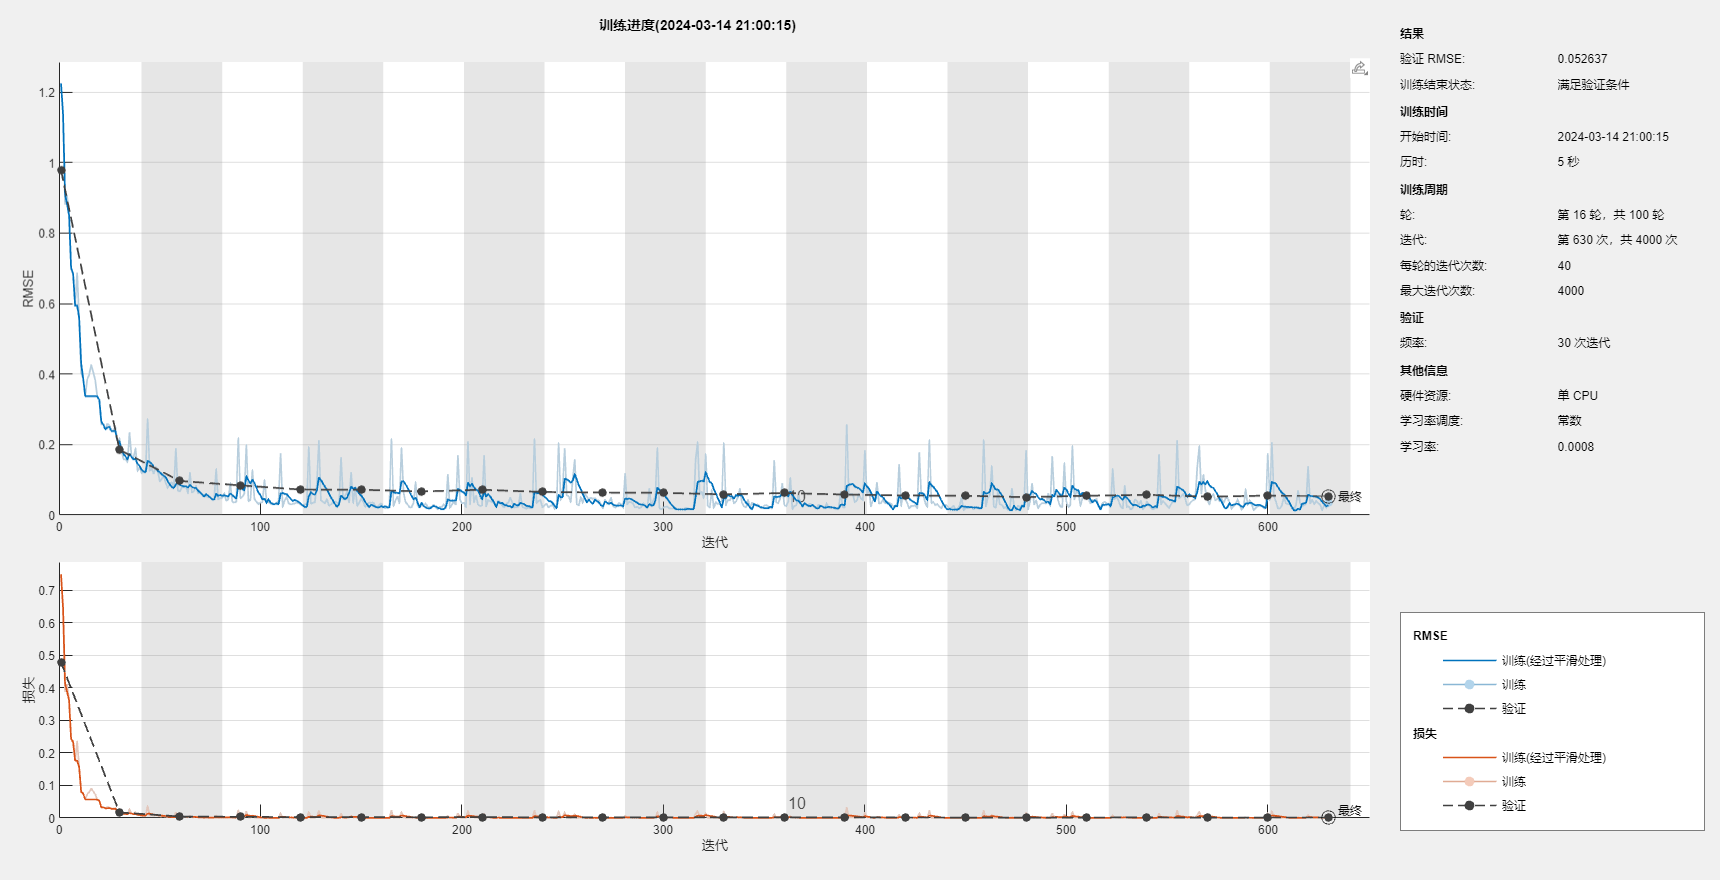 训练进度(2024-03-14 21:00:15)
1.2
1
0.8
0.6
0.4
0.2
0
RMSE
10
最终
0
100
200
300
400
500
600
迭代
0.7
0.6
0.5
0.4
0.3
0.2
0.1
0
损失
10
最终
0
100
200
300
400
500
600
迭代
结果
验证 RMSE: 0.052637
训练结束状态: 满足验证条件
训练时间
开始时间: 2024-03-14 21:00:15
历时: 5 秒
训练周期
轮: 第 16 轮，共 100 轮
迭代: 第 630 次，共 4000 次
每轮的迭代次数: 40
最大迭代次数: 4000
验证
频率: 30 次迭代
其他信息
硬件资源: 单 CPU
学习率调度: 常数
学习率: 0.0008
RMSE
训练(经过平滑处理)
训练
验证
损失
训练(经过平滑处理)
训练
验证